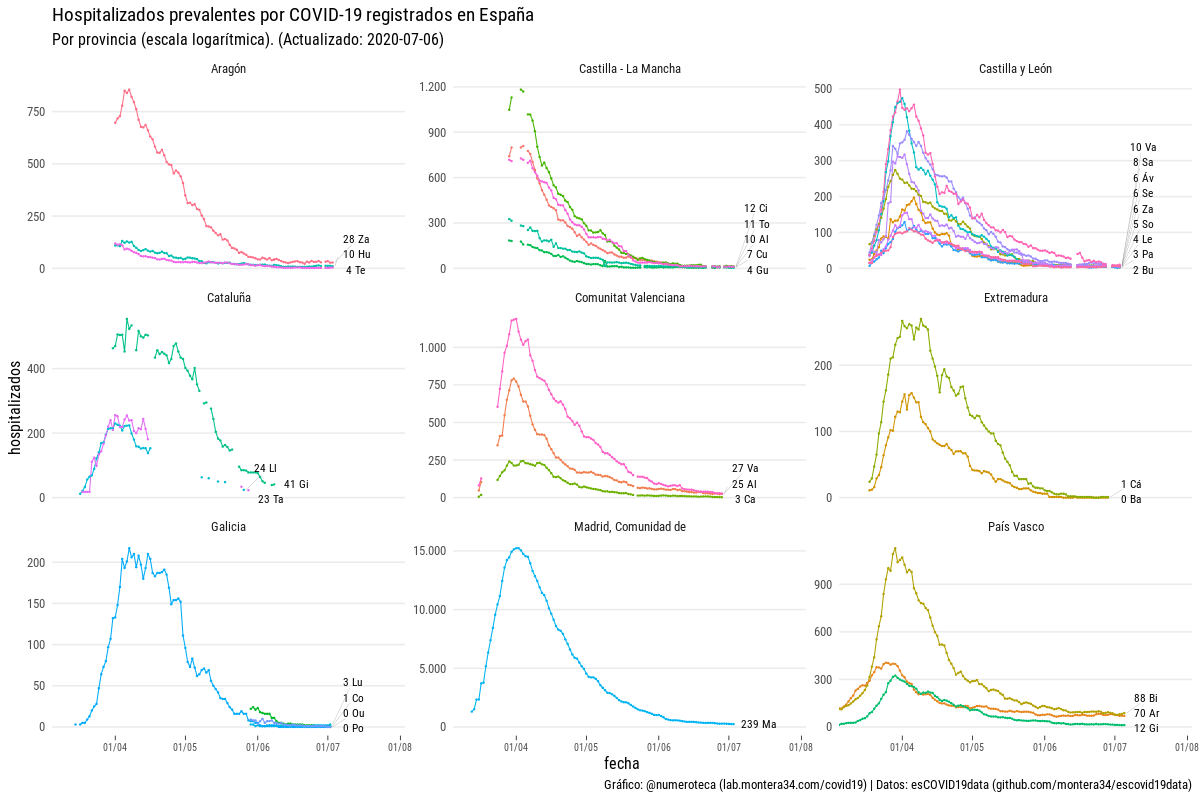 Hospitalizados prevalentes por COVID-19 registrados en España
Por provincia (escala logarítmica). (Actualizado: 2020-07-06)
Aragón
750
500
250
0
28 Za
10 Hu
4 Te
Castilla - La Mancha
1.200
900
600
300
0
12 Ci
11 To
10 Al
7 Cu
4 Gu
Castilla y León
500
400
300
200
100
0
10 Va
8 Sa
6 Áv
6 Se
6 Za
5 So
4 Le
3 Pa
2 Bu
Cataluña
400
200
0
24 Ll
41 Gi
23 Ta
Comunitat Valenciana
1.000
750
500
250
0
27 Va
25 Al
3 Ca
Extremadura
200
100
0
1 Cá
0 Ba
Galicia
200
150
100
50
0
3 Lu
1 Co
0 Ou
0 Po
01/04 01/05 01/06 01/07 01/08
Madrid, Comunidad de
15.000
10.000
5.000
0
239 Ma
01/04 01/05 01/06 01/07 01/08
País Vasco
900
600
300
0
88 Bi
70 Ar
12 Gi
01/04 01/05 01/06 01/07 01/08
hospitalizados
fecha
Gráfico: @numeroteca (lab.montera34.com/covid19) | Datos: esCOVID19data (github.com/montera34/escovid19data)